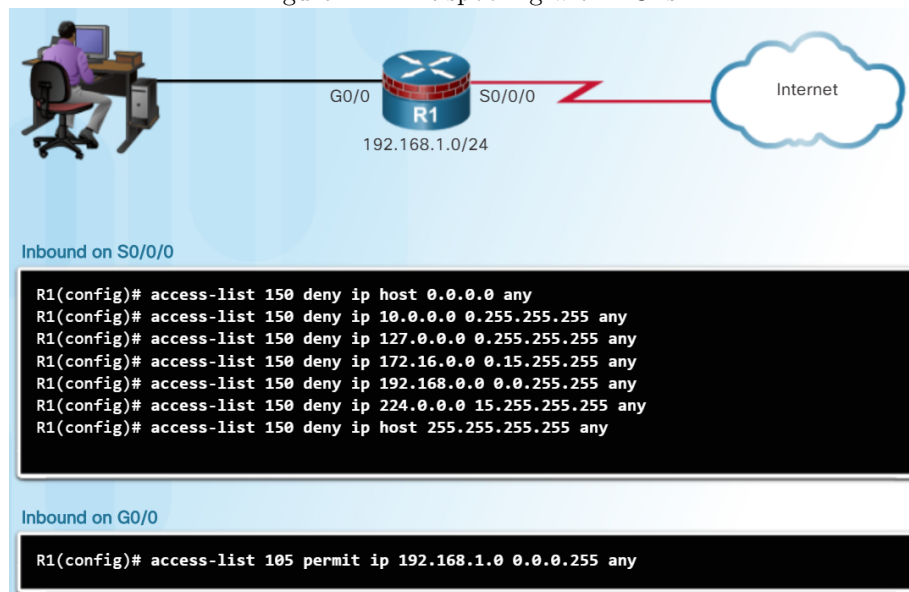 G0/0
S0/0/0
Internet
R1
192.168.1.0/24
Inbound on S0/0/0
R1(config)# access-list 150 deny ip host 0.0.0.0 any
R1(config)# access-list 150 deny ip 10.0.0.0 0.255.255.255 any
R1(config)# access-list 150 deny ip 127.0.0.0 0.255.255.255 any
R1(config)# access-list 150 deny ip 172.16.0.0 0.15.255.255 any
R1(config)# access-list 150 deny ip 192.168.0.0 0.0.255.255 any
R1(config)# access-list 150 deny ip 224.0.0.0 15.255.255.255 any
R1(config)# access-list 150 deny ip host 255.255.255.255 any
Inbound on G0/0
R1(config)# access-list 105 permit ip 192.168.1.0 0.0.0.255 any